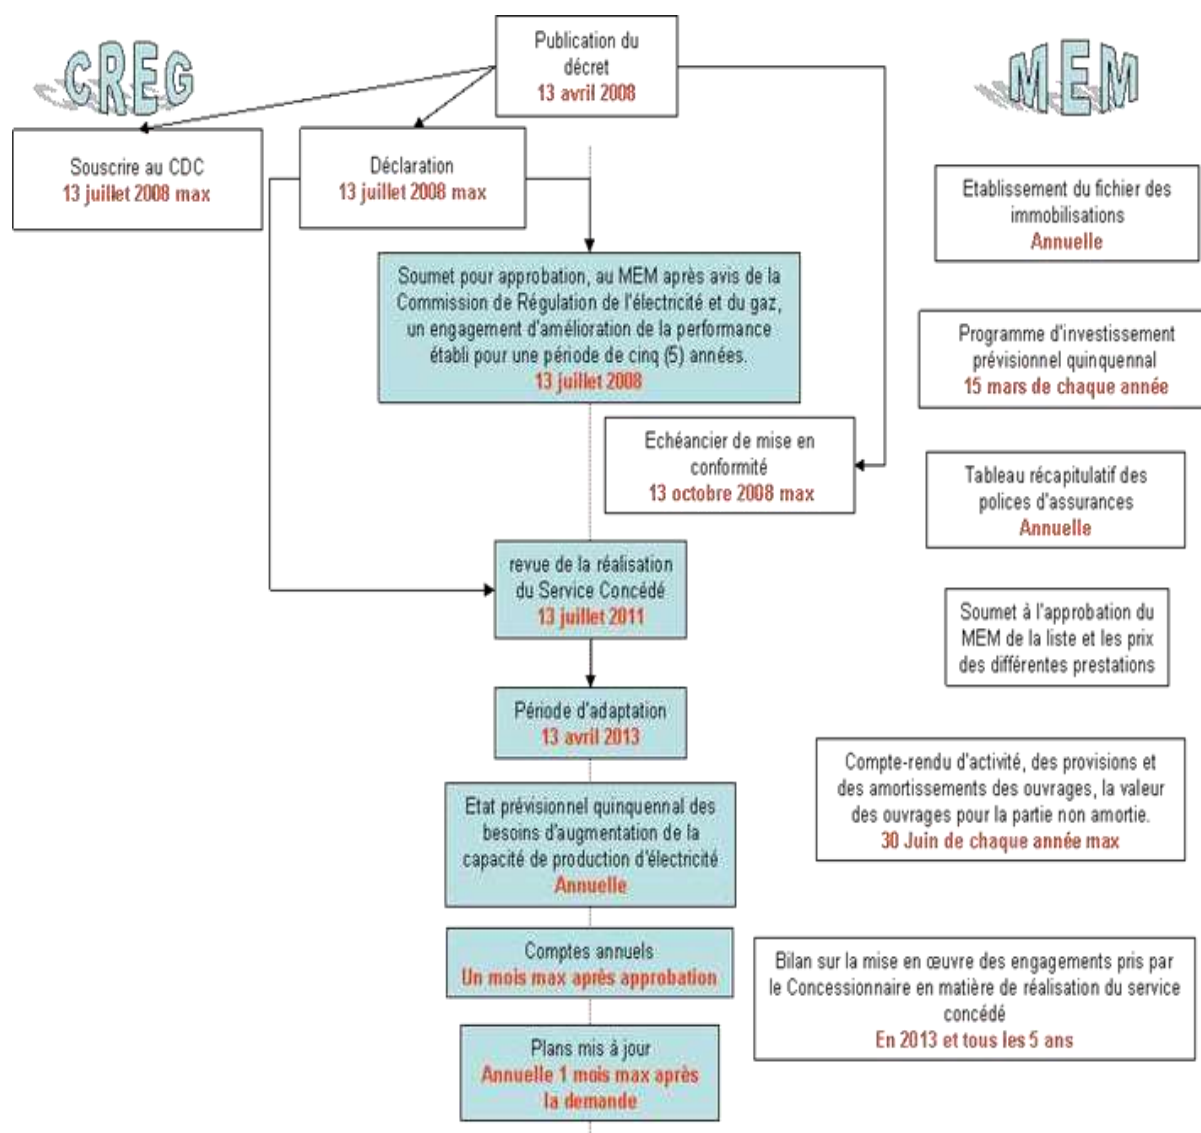 CREG
MEM
Publication du
décret
13 avril 2008
Souscrire au CDC
13 juillet 2008 max
Déclaration
13 juillet 2008 max
Etablissement du fichier des
immobilisations
Annuelle
Soumet pour approbation, au MEM après avis de la
Commission de Régulation de l'électricité et du gaz,
un engagement d'amélioration de la performance
établi pour une période de cinq (5) années.
13 juillet 2008
Programme d'investissement
prévisionnel quinquennal
15 mars de chaque année
Echéancier de mise en
conformité
13 octobre 2008 max
Tableau récapitulatif des
polices d'assurances
Annuelle
revue de la réalisation
du Service Concédé
13 juillet 2011
Soumet à l'approbation du
MEM de la liste et les prix
des différentes prestations
Période d'adaptation
13 avril 2013
Compte-rendu d'activité, des provisions et
des amortissements des ouvrages, la valeur
des ouvrages pour la partie non amortie.
30 Juin de chaque année max
Etat prévisionnel quinquennal des
besoins d'augmentation de la
capacité de production d'électricité
Annuelle
Comptes annuels
Un mois max après approbation
Bilan sur la mise en œuvre des engagements pris par
le Concessionnaire en matière de réalisation du service
concédé
En 2013 et tous les 5 ans
Plans mis à jour
Annuelle 1 mois max après
la demande